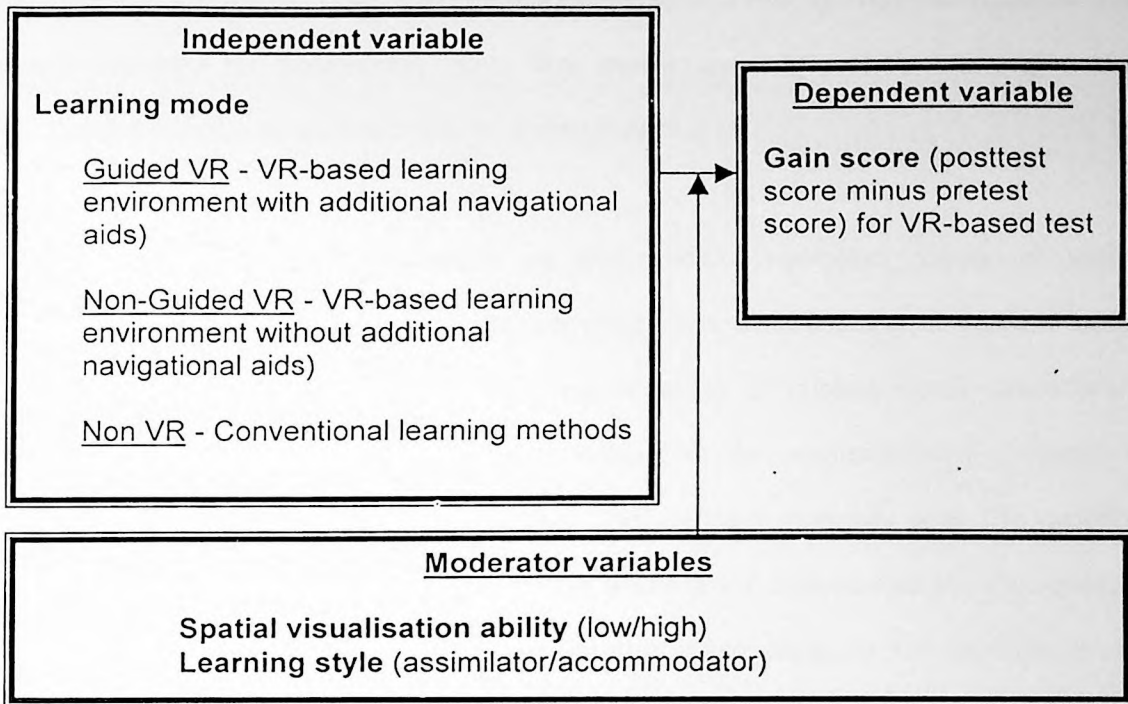 Independent variable
Learning mode
Guided VR - VR-based learning
environment with additional navigational
aids)
Non-Guided VR - VR-based learning
environment without additional
navigational aids)
Non VR - Conventional learning methods
Dependent variable
Gain score (posttest
score minus pretest
score) for VR-based test
Moderator variables
Spatial visualisation ability (low/high)
Learning style (assimilator/accommodator)